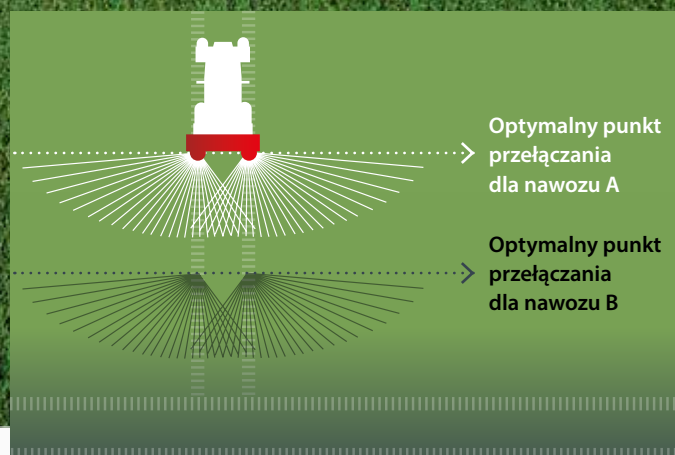 Optymalny punkt
przełączania
dla nawozu A
Optymalny punkt
przełączania
dla nawozu B